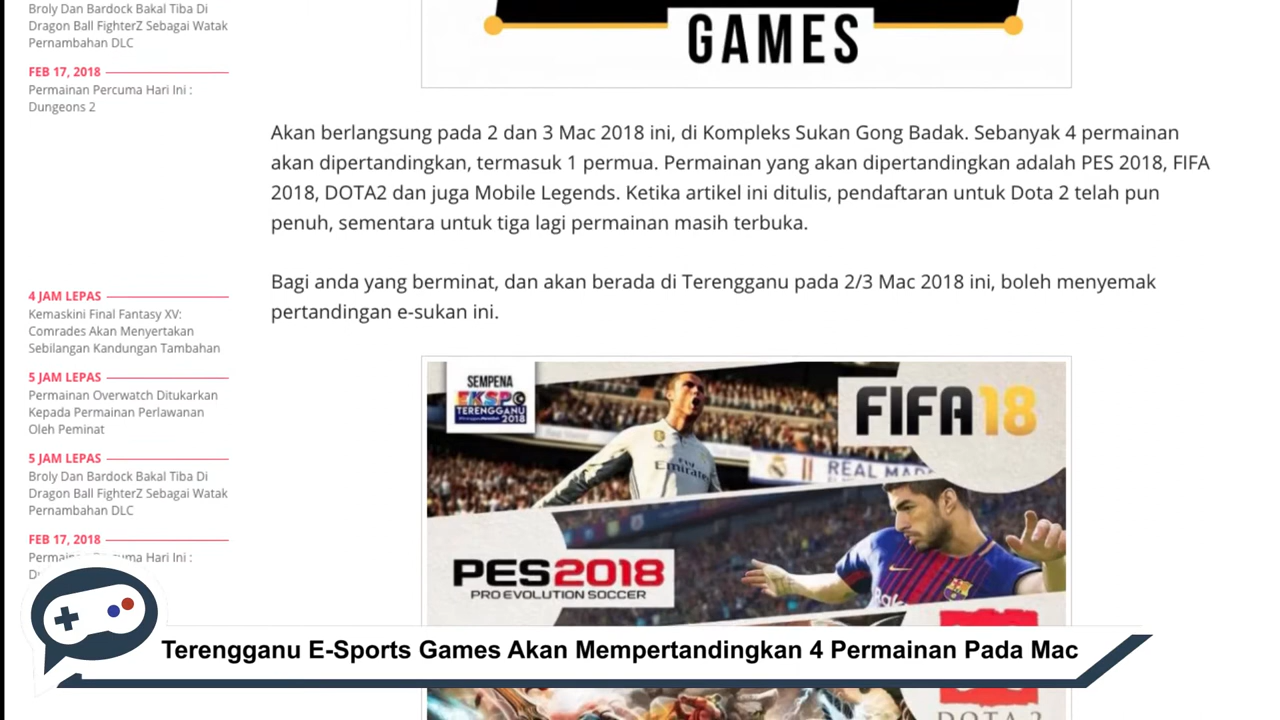 Broly Dan Bardock Bakal Tiba Di
Dragon Ball FighterZ Sebagai Watak
Pernambahan DLC
FEB 17, 2018
Permainan Percuma Hari Ini :
Dungeons 2
4 JAM LEPAS
Kemaskini Final Fantasy XV:
Comrades Akan Menyertakan
Sebilangan Kandungan Tambahan
5 JAM LEPAS
Permainan Overwatch Ditukarkan
Kepada Permainan Perlawanan
Oleh Peminat
5 JAM LEPAS
Broly Dan Bardock Bakal Tiba Di
Dragon Ball FighterZ Sebagai Watak
Pernambahan DLC
FEB 17, 2018
Hari Ini :
GAMES
Akan berlangsung pada 2 dan 3 Mac 2018 ini, di Kompleks Sukan Gong Badak. Sebanyak 4 permainan
akan dipertandingkan, termasuk 1 permua. Permainan yang akan dipertandingkan adalah PES 2018, FIFA
2018, DOTA2 dan juga Mobile Legends. Ketika artikel ini ditulis, pendaftaran untuk Dota 2 telah pun
penuh, sementara untuk tiga lagi permainan masih terbuka.
Bagi anda yang berminat, dan akan berada di Terengganu pada 2/3 Mac 2018 ini, boleh menyemak
pertandingan e-sukan ini.
SEMPENA
EKSPO
TERENGGANU
2018
FIFA18
Fly
Emirates
REAL MAD
PES2018
PRO EVOLUTION SOCCER
DOTA 2
Terengganu E-Sports Games Akan Mempertandingkan 4 Permainan Pada Mac